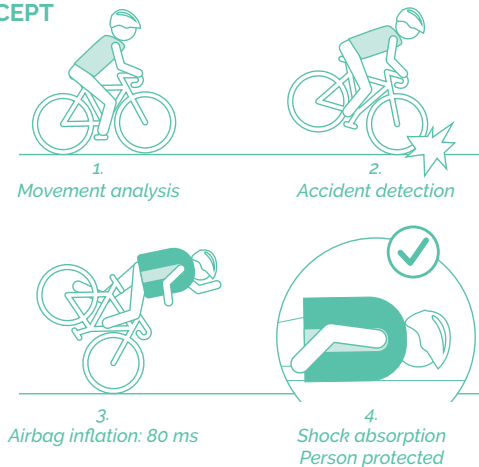 CEPT
1.
Movement analysis
2.
Accident detection
3.
Airbag inflation: 80 ms
4.
Shock absorption
Person protected